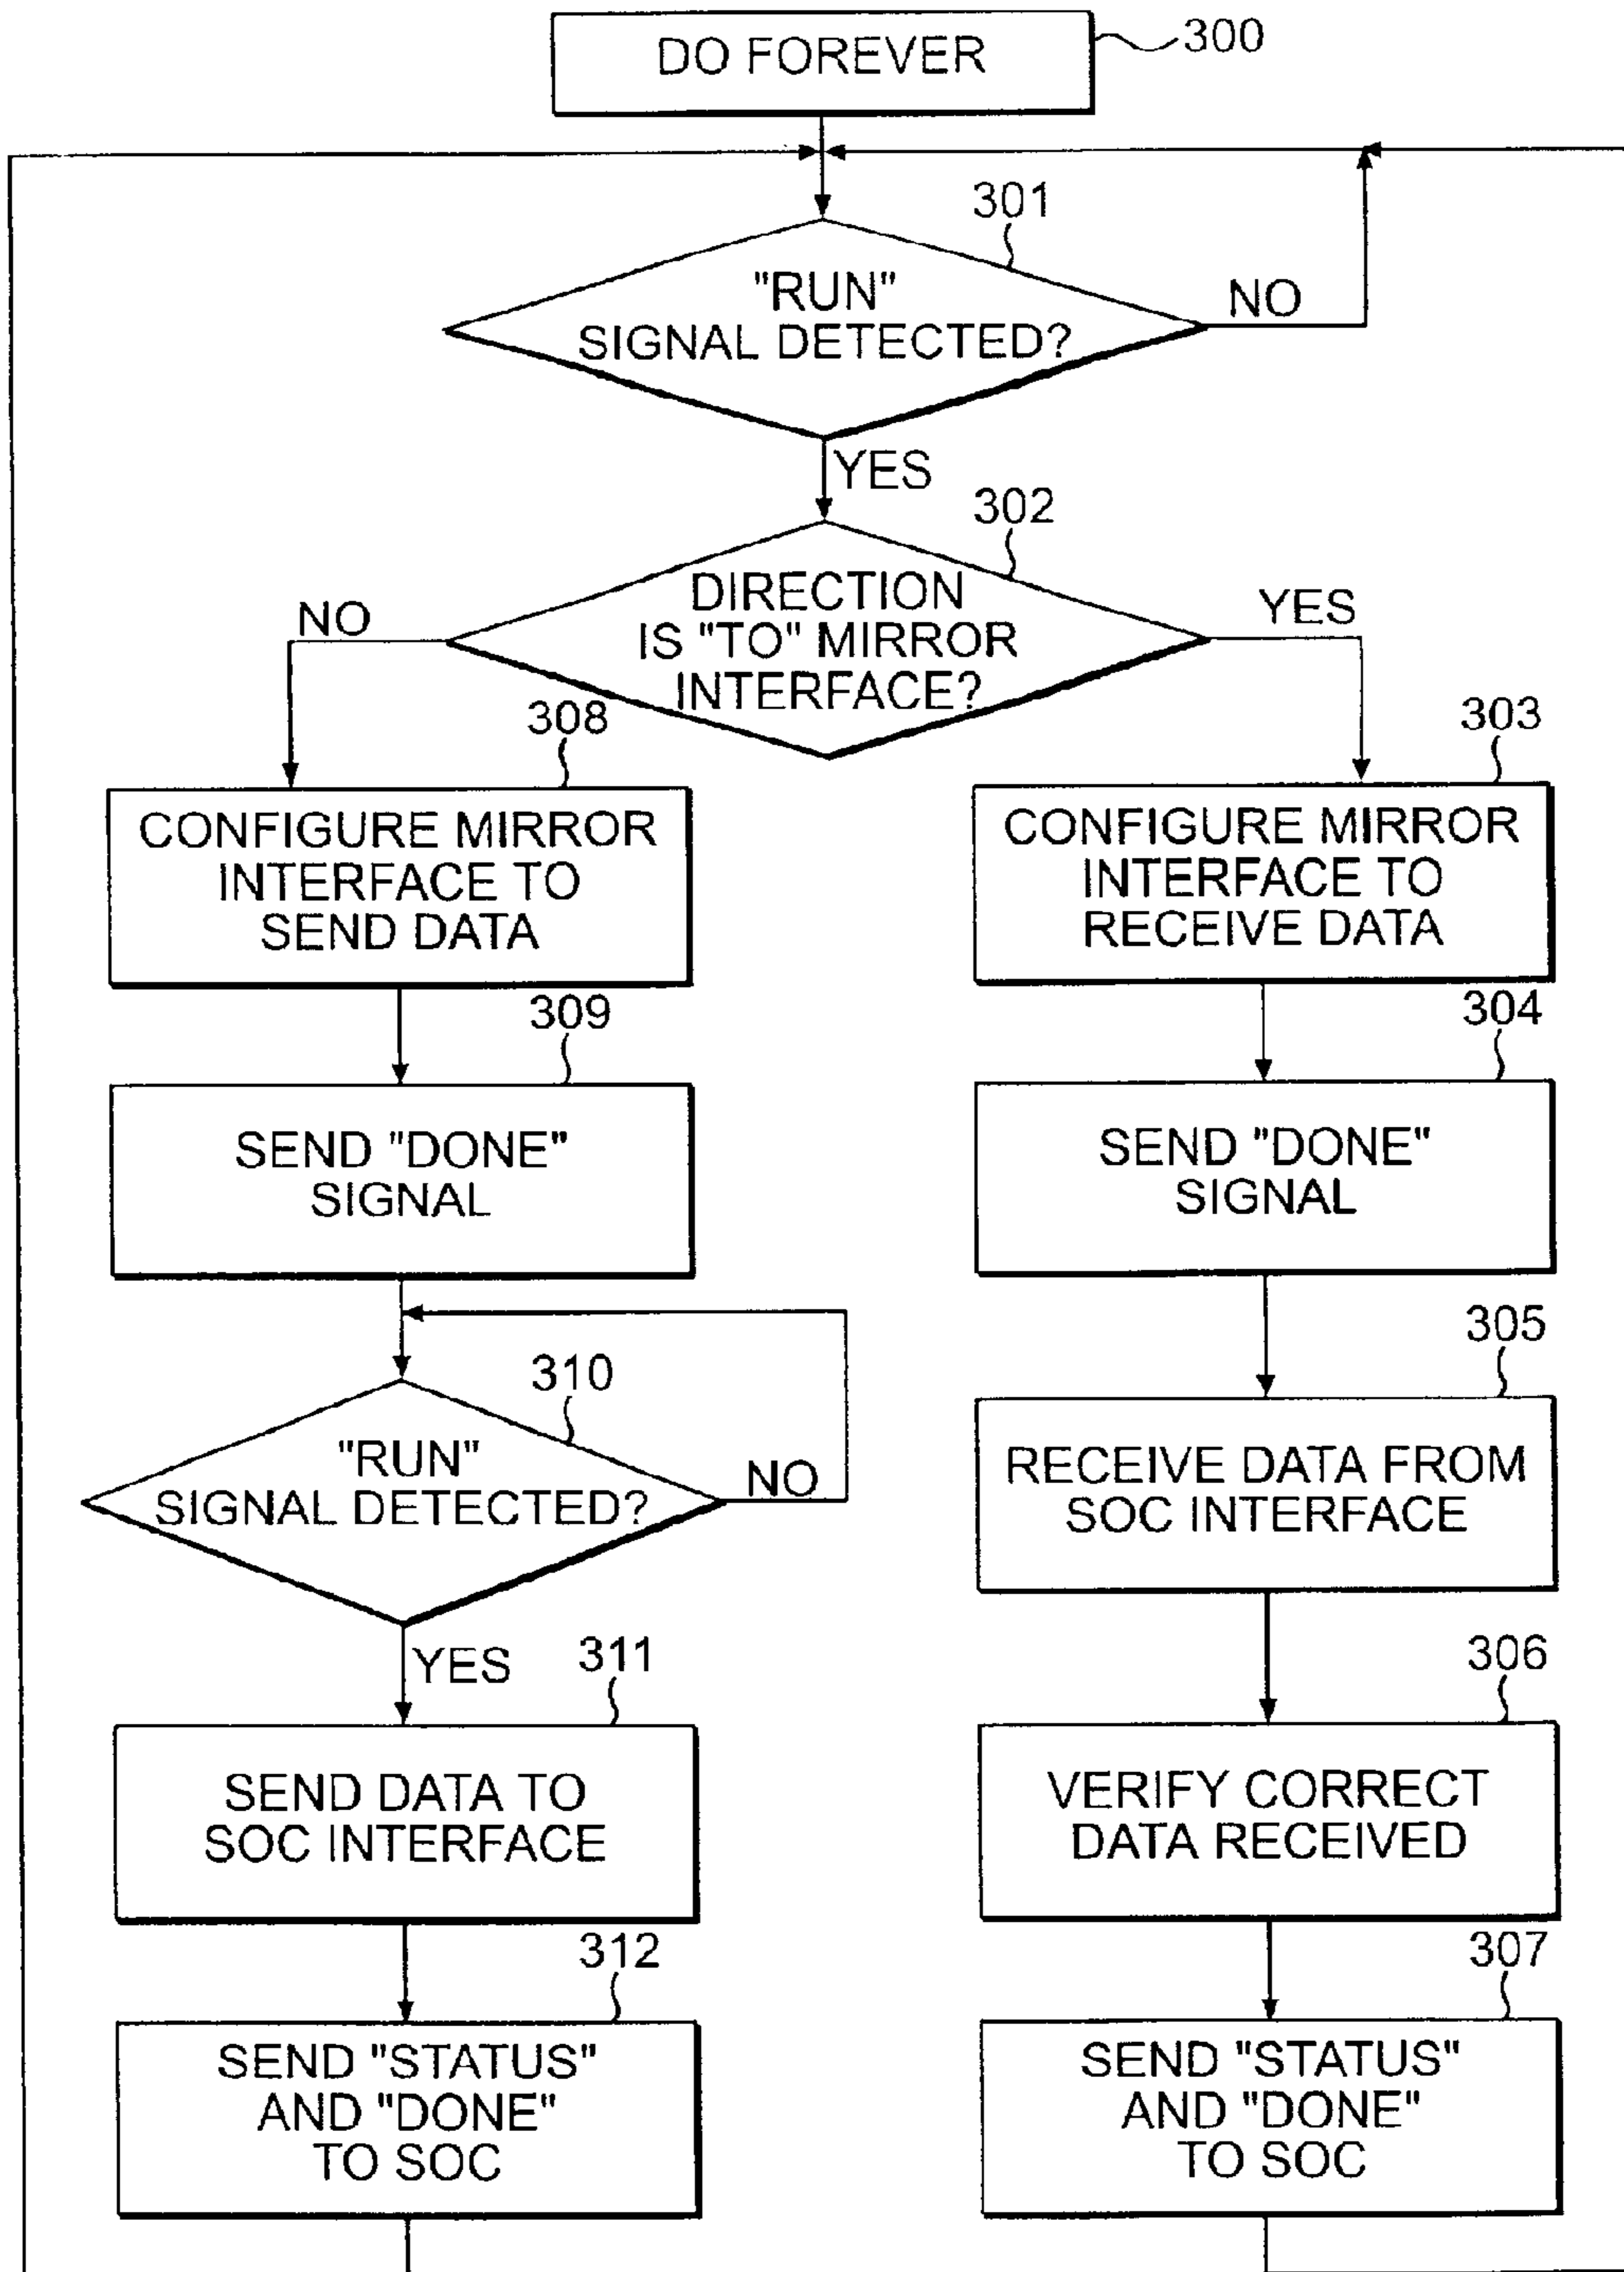 DO FOREVER
300
301
"RUN"
SIGNAL DETECTED?
NO
YES
302
DIRECTION
IS "TO" MIRROR
INTERFACE?
NO
YES
308
CONFIGURE MIRROR
INTERFACE TO
SEND DATA
303
CONFIGURE MIRROR
INTERFACE TO
RECEIVE DATA
309
SEND "DONE"
SIGNAL
304
SEND "DONE"
SIGNAL
310
"RUN"
SIGNAL DETECTED?
NO
YES
305
RECEIVE DATA FROM
SOC INTERFACE
311
SEND DATA TO
SOC INTERFACE
306
VERIFY CORRECT
DATA RECEIVED
312
SEND "STATUS"
AND "DONE"
TO SOC
307
SEND "STATUS"
AND "DONE"
TO SOC